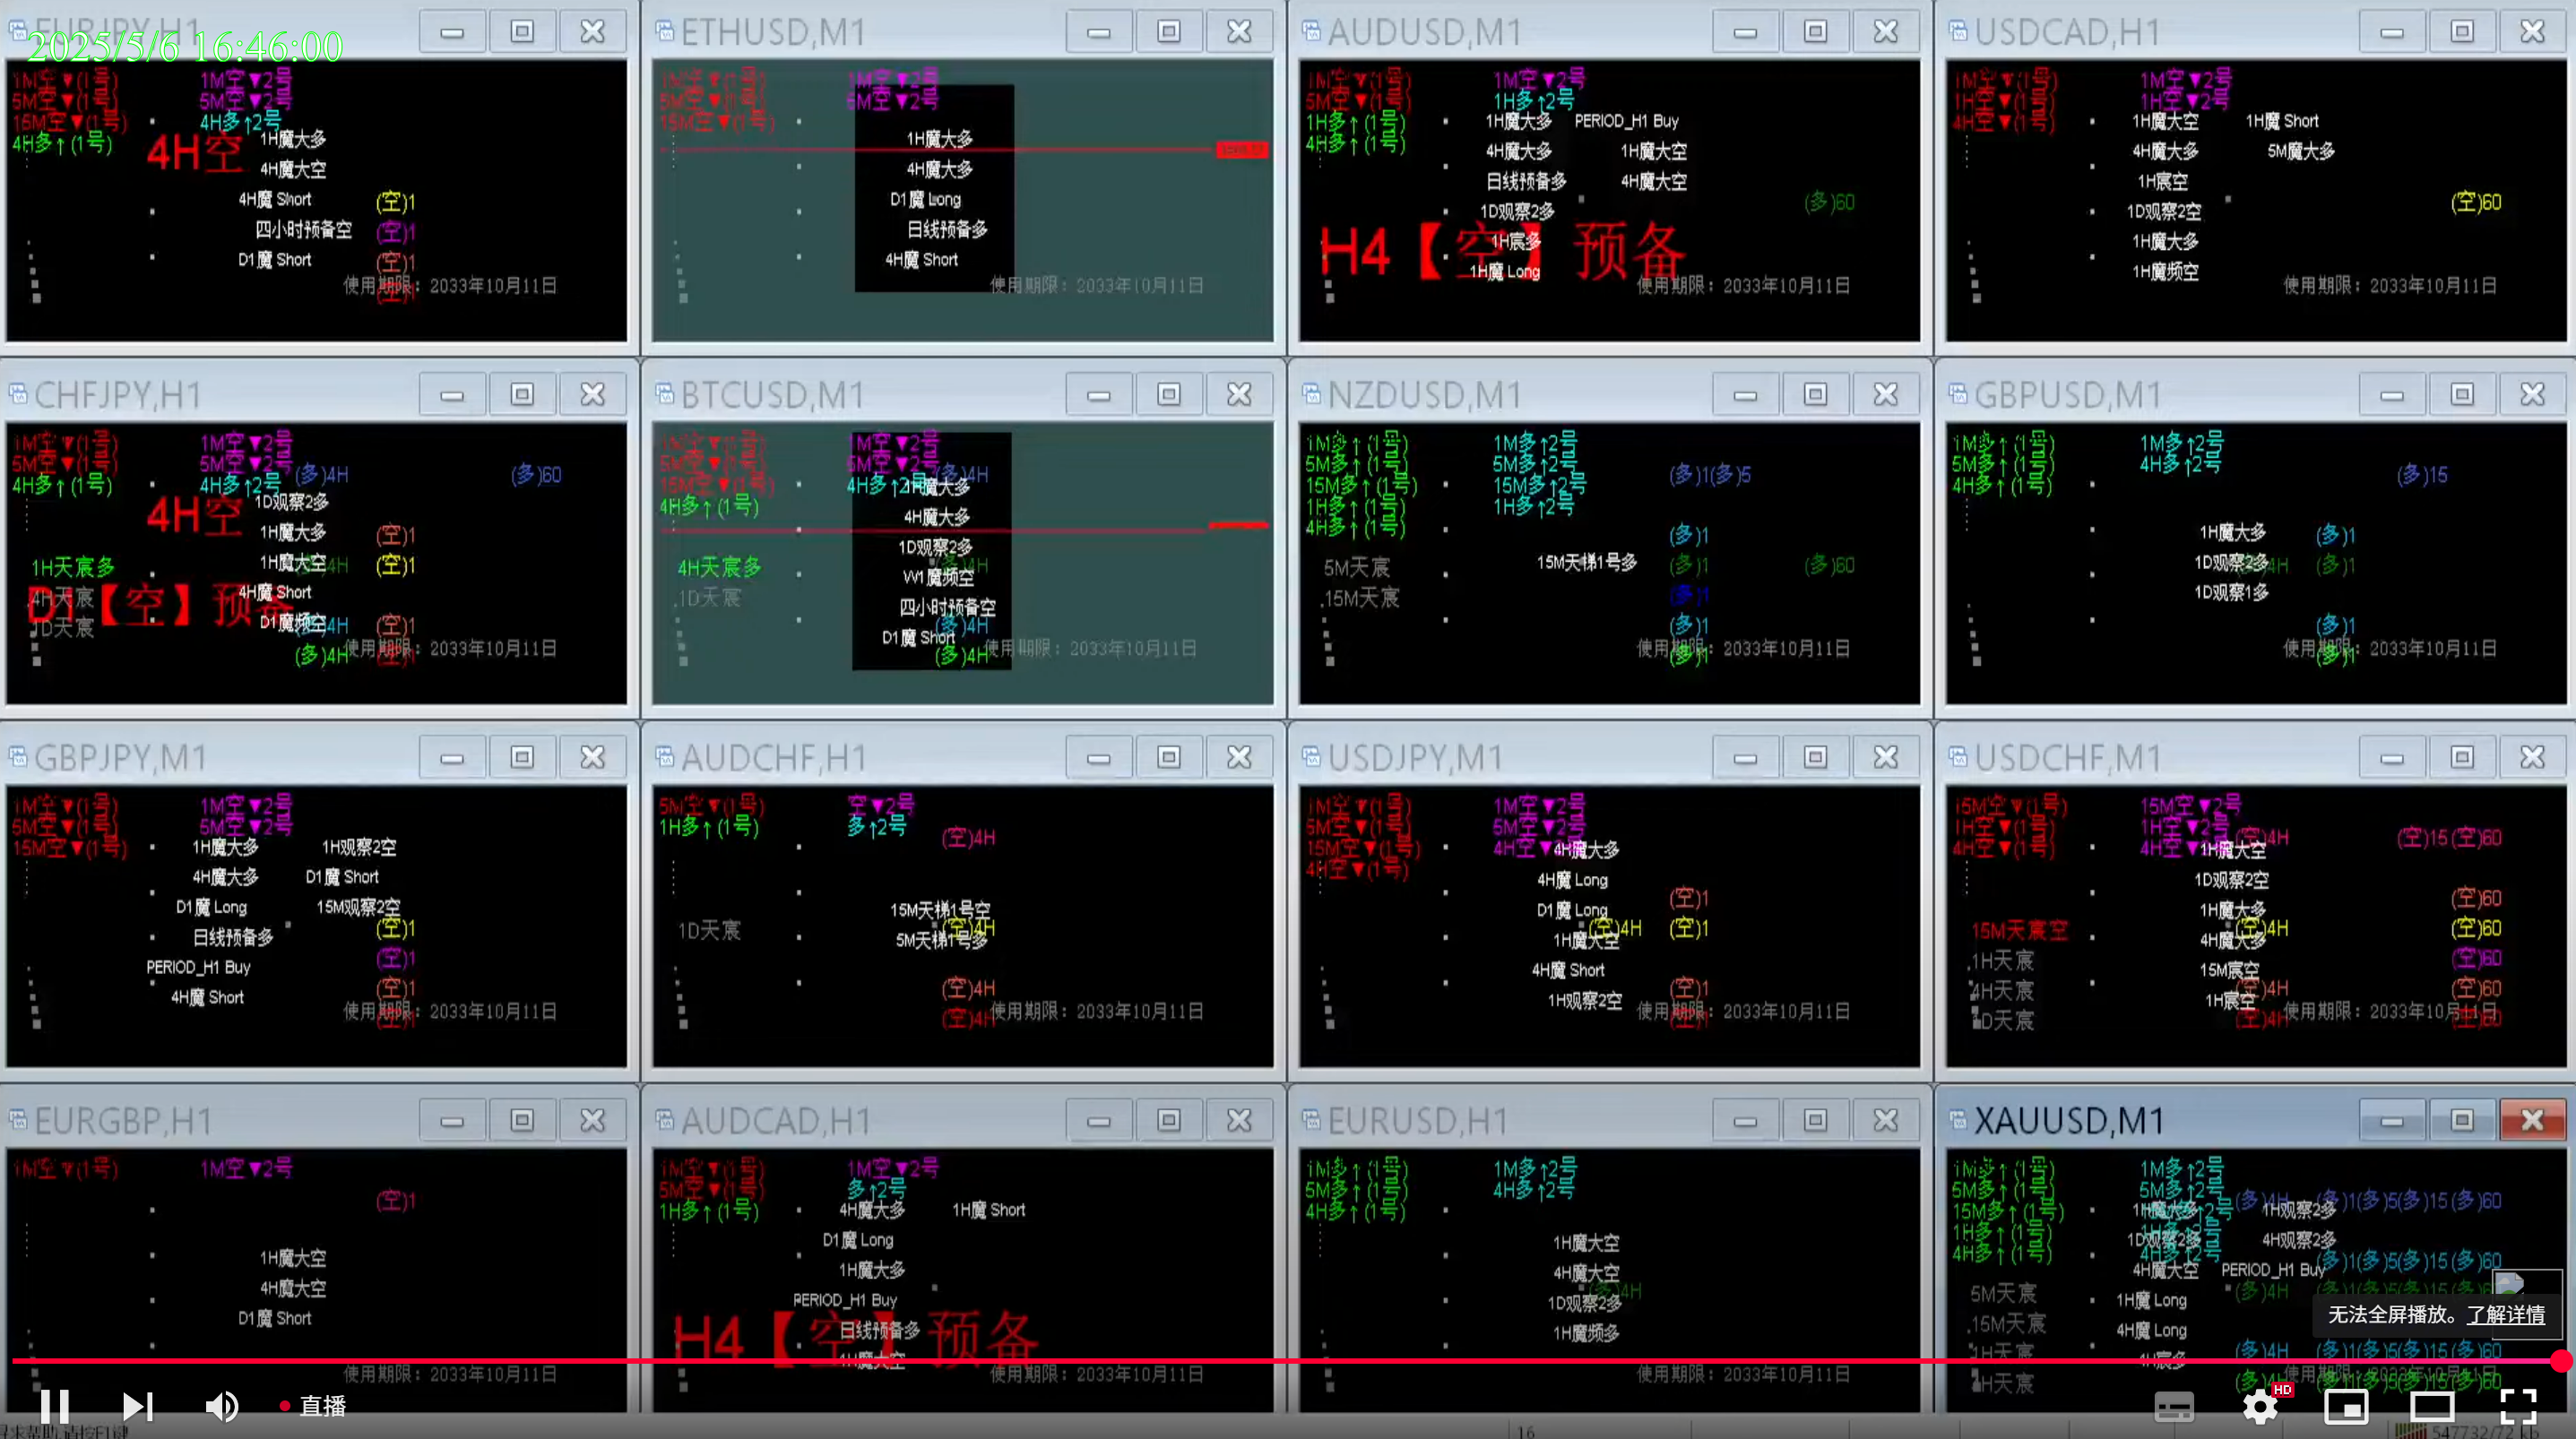 EURJPY,H1
2025/5/6 16:46:00
1M空▼(1号)
5M空▼(1号)
15M空▼(1号)
4H多↑(1号)
1M空▼2号
5M空▼2号
4H多↑2号
4H空
1H魔大多
4H魔大空
4H魔 Short
四小时预备空
D1魔 Short
(空)1
(空)1
(空)1
(空)1
使用期限：2033年10月11日
ETHUSD,M1
1M空▼(1号)
5M空▼(1号)
15M空▼(1号)
1M空▼2号
5M空▼2号
1H魔大多
4H魔大多
D1魔 Long
日线预备多
4H魔 Short
使用期限：2033年10月11日
AUDUSD,M1
1M空▼(1号)
5M空▼(1号)
1H多↑(1号)
4H多↑(1号)
1M空▼2号
1H多↑2号
1H魔大多 PERIOD_H1 Buy
4H魔大多 1H魔大空
日线预备多 4H魔大空
1D观察2多
1H宸多
1H魔 Long
(多)60
H4【空】预备
使用期限：2033年10月11日
USDCAD,H1
1M空▼(1号)
1H空▼(1号)
4H空▼(1号)
1M空▼2号
1H空▼2号
1H魔大空 1H魔 Short
4H魔大多 5M魔大多
1H宸空
1D观察2空
1H魔大多
1H魔频空
(空)60
使用期限：2033年10月11日
CHFJPY,H1
1M空▼(1号)
5M空▼(1号)
4H多↑(1号)
1M空▼2号
5M空▼2号
4H多↑2号
(多)4H (多)60
4H空
1D观察2多
1H魔大多
1H魔大空
4H魔 Short
D1魔频空
(空)1
(空)1
(空)1
1H天宸多
4H天宸
1D天宸
D1【空】预备
(多)4H
使用期限：2033年10月11日
BTCUSD,M1
1M空▼(1号)
5M空▼(1号)
15M空▼(1号)
4H多↑(1号)
1M空▼2号
5M空▼2号
4H多↑2号
(多)4H
1H魔大多
4H魔大多
1D观察2多
W1魔频空
四小时预备空
D1魔 Short
4H天宸多
.1D天宸
(多)4H
(多)4H
使用期限：2033年10月11日
NZDUSD,M1
1M多↑(1号)
5M多↑(1号)
15M多↑(1号)
1H多↑(1号)
4H多↑(1号)
1M多↑2号
5M多↑2号
15M多↑2号
1H多↑2号
(多)1(多)5
(多)1
15M天梯1号多
(多)1 (多)60
(多)1
(多)1
(多)1
5M天宸
.15M天宸
使用期限：2033年10月11日
GBPUSD,M1
1M多↑(1号)
5M多↑(1号)
4H多↑(1号)
1M多↑2号
4H多↑2号
(多)15
1H魔大多
1D观察2多
1D观察1多
(多)1
(多)1
(多)1
(多)1
使用期限：2033年10月11日
GBPJPY,M1
1M空▼(1号)
5M空▼(1号)
15M空▼(1号)
1M空▼2号
5M空▼2号
1H魔大多 1H观察2空
4H魔大多 D1魔 Short
D1魔 Long 15M观察2空
日线预备多
PERIOD_H1 Buy
4H魔 Short
(空)1
(空)1
(空)1
(空)1
使用期限：2033年10月11日
AUDCHF,H1
5M空▼(1号)
1H多↑(1号)
空▼2号
多↑2号
(空)4H
15M天梯1号空
5M天梯1号多
(空)4H
(空)4H
(空)4H
1D天宸
使用期限：2033年10月11日
USDJPY,M1
1M空▼(1号)
5M空▼(1号)
15M空▼(1号)
4H空▼(1号)
1M空▼2号
5M空▼2号
4H空▼2号
4H魔大多
4H魔 Long
D1魔 Long
1H魔大空
4H魔 Short
1H观察2空
(空)1
(空)4H (空)1
(空)1
(空)1
使用期限：2033年10月11日
USDCHF,M1
15M空▼(1号)
1H空▼(1号)
4H空▼(1号)
15M空▼2号
1H空▼2号
4H空▼2号
(空)4H (空)15(空)60
1H魔大空
1D观察2空
1H魔大多
4H魔大多
15M宸空
1H宸空
(空)60
(空)4H (空)60
(空)60
(空)4H (空)60
(空)4H (空)60
15M天宸空
.1H天宸
4H天宸
1D天宸
使用期限：2033年10月11日
EURGBP,H1
1M空▼(1号)
1M空▼2号
(空)1
1H魔大空
4H魔大空
D1魔 Short
使用期限：2033年10月11日
AUDCAD,H1
1M空▼(1号)
5M空▼(1号)
1H多↑(1号)
1M空▼2号
多↑2号
4H魔大多 1H魔 Short
D1魔 Long
1H魔大多
PERIOD_H1 Buy
日线预备多
H4【空】预备
使用期限：2033年10月11日
EURUSD,H1
1M多↑(1号)
5M多↑(1号)
4H多↑(1号)
1M多↑2号
4H多↑2号
1H魔大空
4H魔大空
1D观察2多
1H魔频多
(多)4H
使用期限：2033年10月11日
XAUUSD,M1
1M多↑(1号)
5M多↑(1号)
15M多↑(1号)
1H多↑(1号)
4H多↑(1号)
1M多↑2号
5M多↑2号
4H多↑2号
(多)4H (多)1(多)5(多)15(多)60
1H观察2多
1D观察2多 4H观察2多
4H魔大空 PERIOD_H1 Buy
1H魔 Long
4H魔 Long
(多)1(多)5(多)15(多)60
(多)4H (多)1(多)5(多)15(多)60
5M天宸
.15M天宸
1H天宸
4H天宸
无法全屏播放。了解详情
直播
HD
16
547732/72 kb